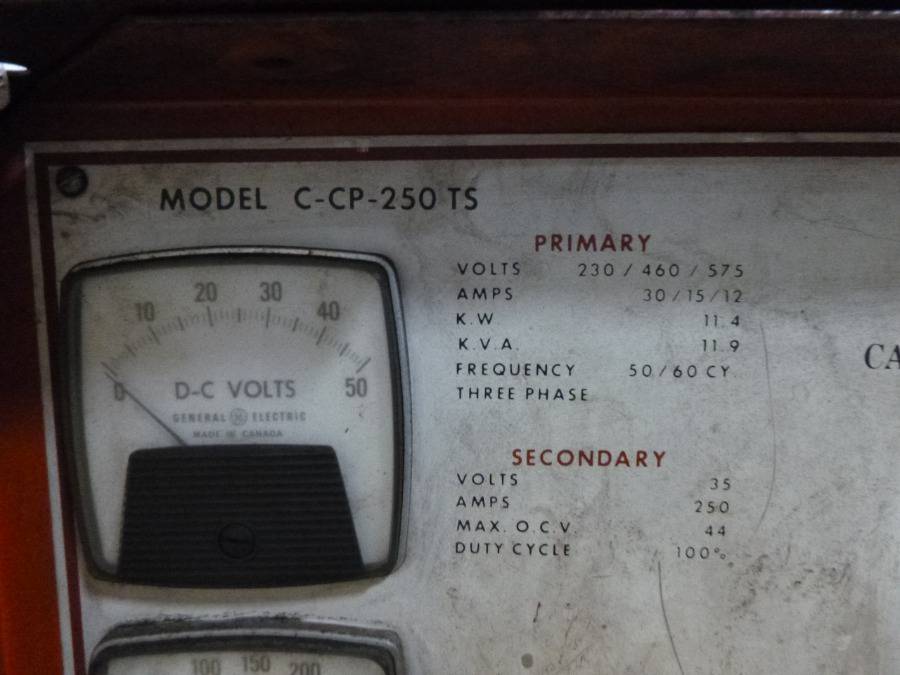 MODEL C-CP-250 TS
PRIMARY
VOLTS 230 / 460 / 575
AMPS 30/15/12
K.W 11.4
K.V.A. 11.9
FREQUENCY 50/60 CY.
THREE PHASE
SECONDARY
VOLTS 35
AMPS 250
MAX. O.C.V. 44
DUTY CYCLE 100%
0 10 20 30 40 50
D-C VOLTS
GENERAL GE ELECTRIC
MADE IN CANADA
100 150 200
CA